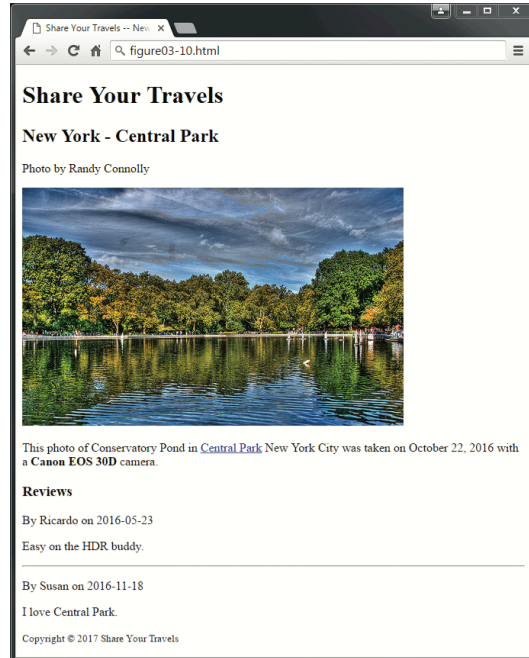 Share Your Travels -- New
figure03-10.html
Share Your Travels
New York - Central Park
Photo by Randy Connolly
This photo of Conservatory Pond in Central Park New York City was taken on October 22, 2016 with
a Canon EOS 30D camera.
Reviews
By Ricardo on 2016-05-23
Easy on the HDR buddy.
By Susan on 2016-11-18
I love Central Park.
Copyright © 2017 Share Your Travels